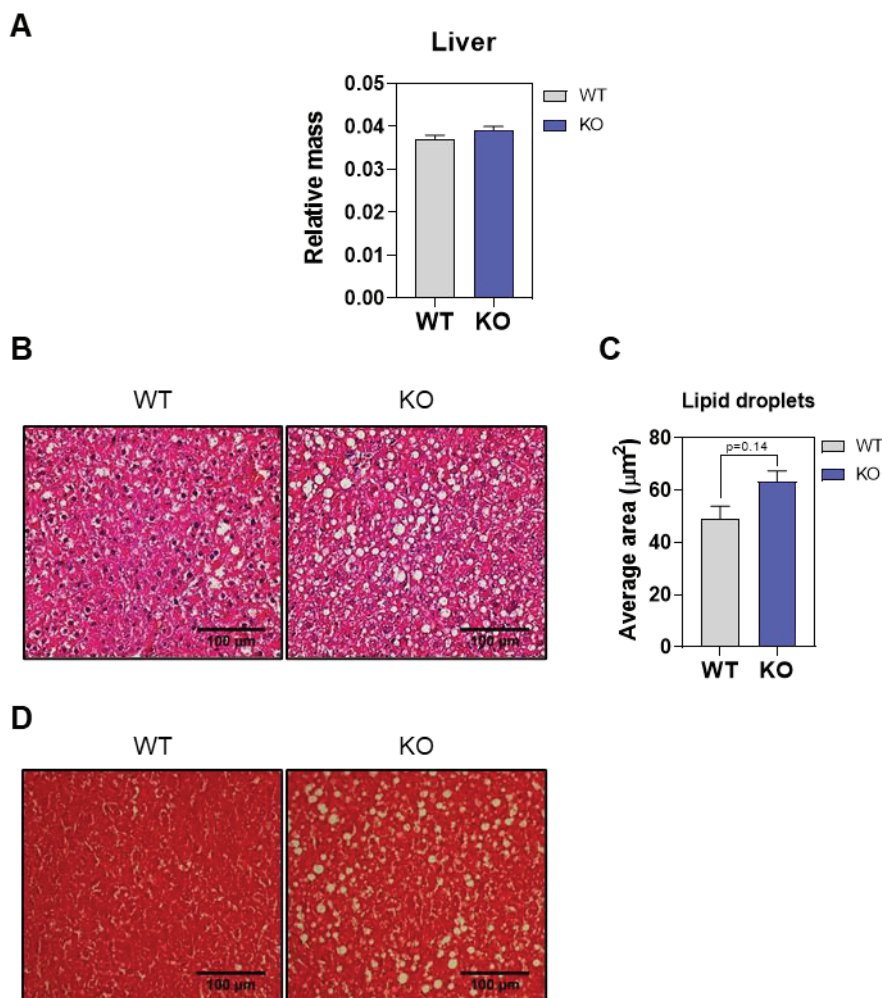 A
Liver
0.05
0.04
0.03
0.02
0.01
0.00
Relative mass
WT
KO
WT
KO
B
WT
KO
100 µm
100 µm
C
Lipid droplets
80
60
40
20
0
Average area (µm²)
p=0.14
WT
KO
WT
KO
D
WT
KO
100 µm
100 µm